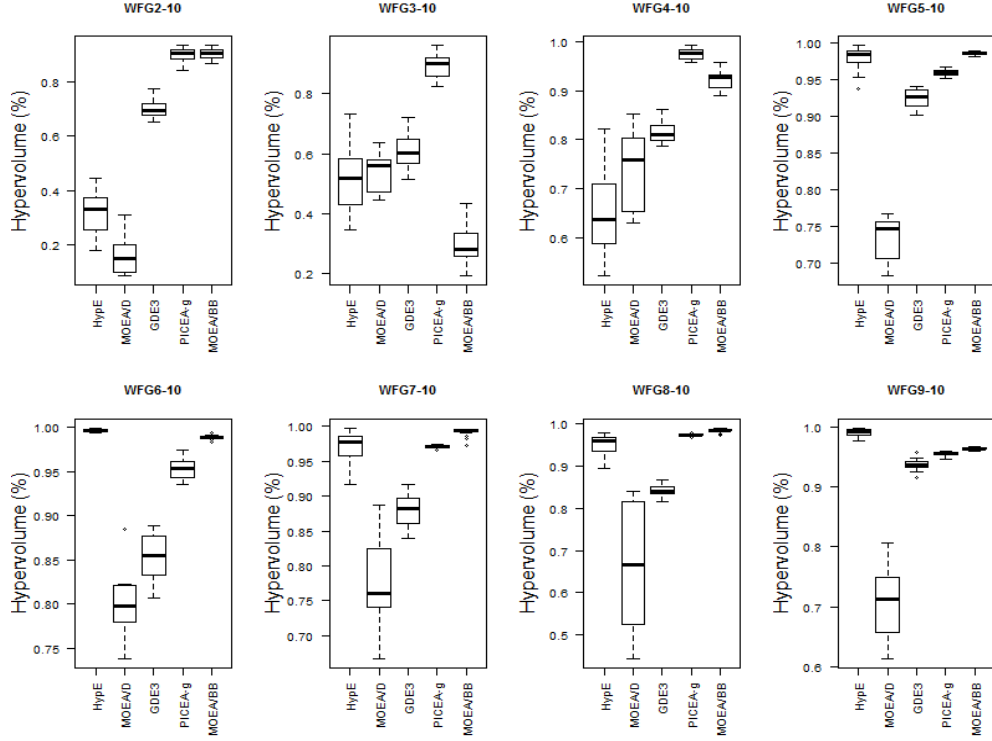 WFG2-10
Hypervolume (%)
0.8
0.6
0.4
0.2
HypE
MOEA/D
GDE3
PICEA-g
MOEA/BB
WFG3-10
Hypervolume (%)
0.8
0.6
0.4
0.2
HypE
MOEA/D
GDE3
PICEA-g
MOEA/BB
WFG4-10
Hypervolume (%)
1.0
0.9
0.8
0.7
0.6
HypE
MOEA/D
GDE3
PICEA-g
MOEA/BB
WFG5-10
Hypervolume (%)
1.00
0.95
0.90
0.85
0.80
0.75
0.70
HypE
MOEA/D
GDE3
PICEA-g
MOEA/BB
WFG6-10
Hypervolume (%)
1.00
0.95
0.90
0.85
0.80
0.75
HypE
MOEA/D
GDE3
PICEA-g
MOEA/BB
WFG7-10
Hypervolume (%)
1.00
0.95
0.90
0.85
0.80
0.75
0.70
HypE
MOEA/D
GDE3
PICEA-g
MOEA/BB
WFG8-10
Hypervolume (%)
1.0
0.9
0.8
0.7
0.6
0.5
HypE
MOEA/D
GDE3
PICEA-g
MOEA/BB
WFG9-10
Hypervolume (%)
1.0
0.9
0.8
0.7
0.6
HypE
MOEA/D
GDE3
PICEA-g
MOEA/BB